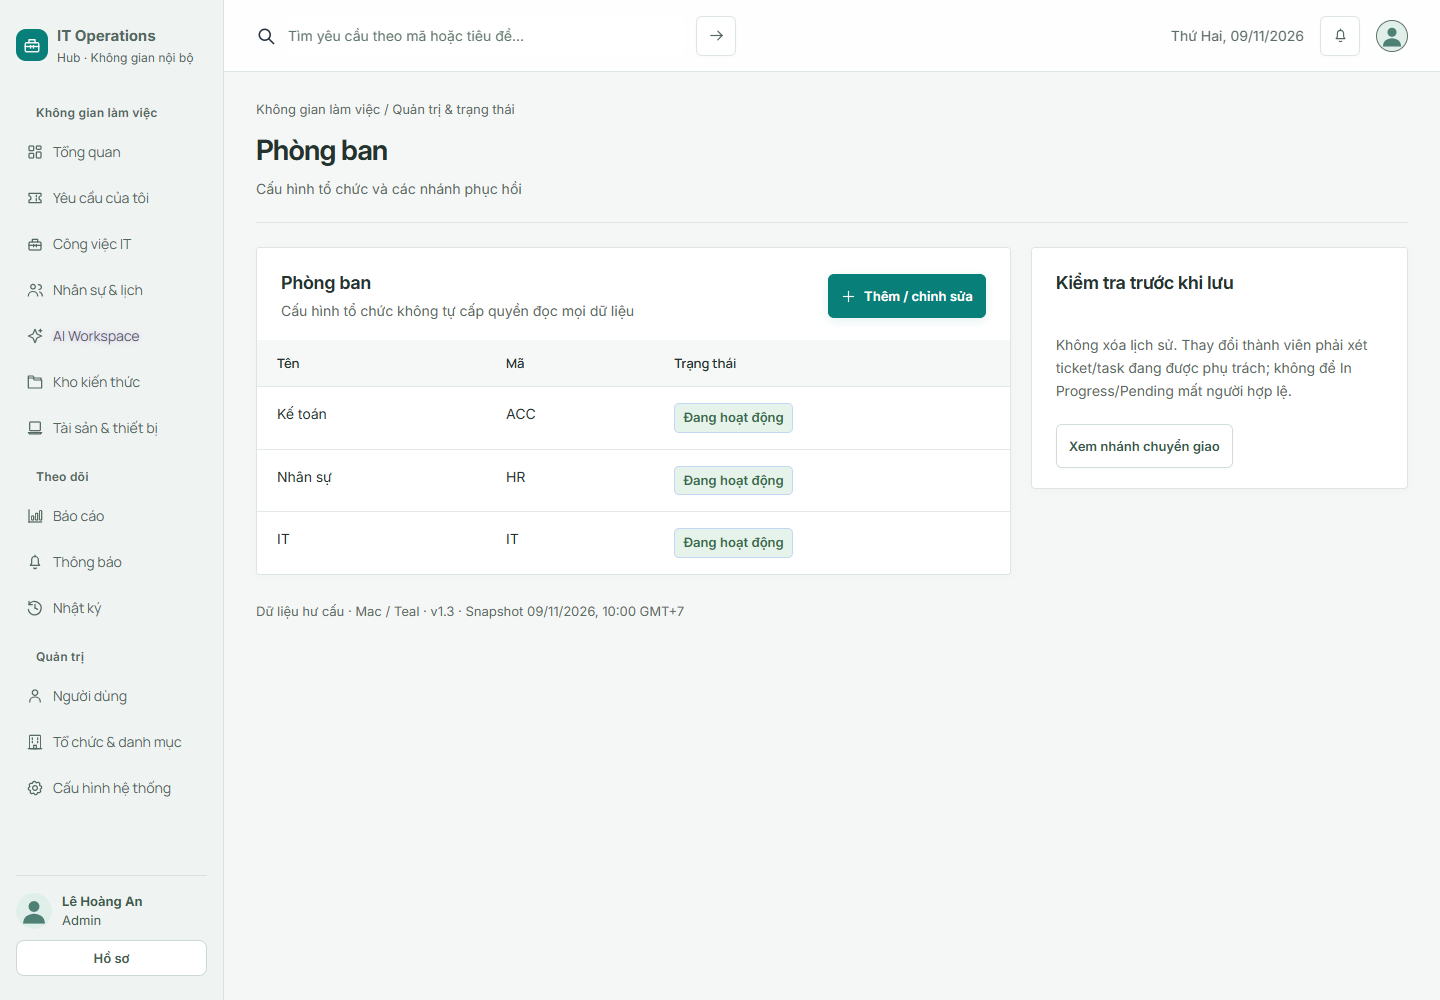 IT Operations
Hub · Không gian nội bộ
Không gian làm việc
Tổng quan
Yêu cầu của tôi
Công việc IT
Nhân sự & lịch
AI Workspace
Kho kiến thức
Tài sản & thiết bị
Theo dõi
Báo cáo
Thông báo
Nhật ký
Quản trị
Người dùng
Tổ chức & danh mục
Cấu hình hệ thống
Lê Hoàng An
Admin
Hồ sơ
Tìm yêu cầu theo mã hoặc tiêu đề...
Thứ Hai, 09/11/2026
Không gian làm việc / Quản trị & trạng thái
Phòng ban
Cấu hình tổ chức và các nhánh phục hồi
Phòng ban
Cấu hình tổ chức không tự cấp quyền đọc mọi dữ liệu
Thêm / chỉnh sửa
Tên Mã Trạng thái
Kế toán ACC Đang hoạt động
Nhân sự HR Đang hoạt động
IT IT Đang hoạt động
Kiểm tra trước khi lưu
Không xóa lịch sử. Thay đổi thành viên phải xét
ticket/task đang được phụ trách; không để In
Progress/Pending mất người hợp lệ.
Xem nhánh chuyển giao
Dữ liệu hư cấu · Mac / Teal · v1.3 · Snapshot 09/11/2026, 10:00 GMT+7